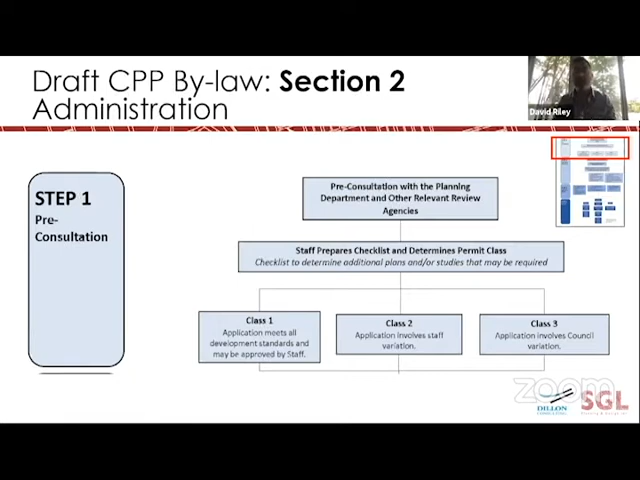 Draft CPP By-law: Section 2
Administration
David Riley
STEP 1
Pre-
Consultation
Pre-Consultation with the Planning
Department and Other Relevant Review
Agencies
Staff Prepares Checklist and Determines Permit Class
Checklist to determine additional plans and/or studies that may be required
Class 1
Application meets all
development standards and
may be approved by Staff.
Class 2
Application involves staff
variation.
Class 3
Application involves Council
variation.
zoom
DILLON
CONSULTING
SGL